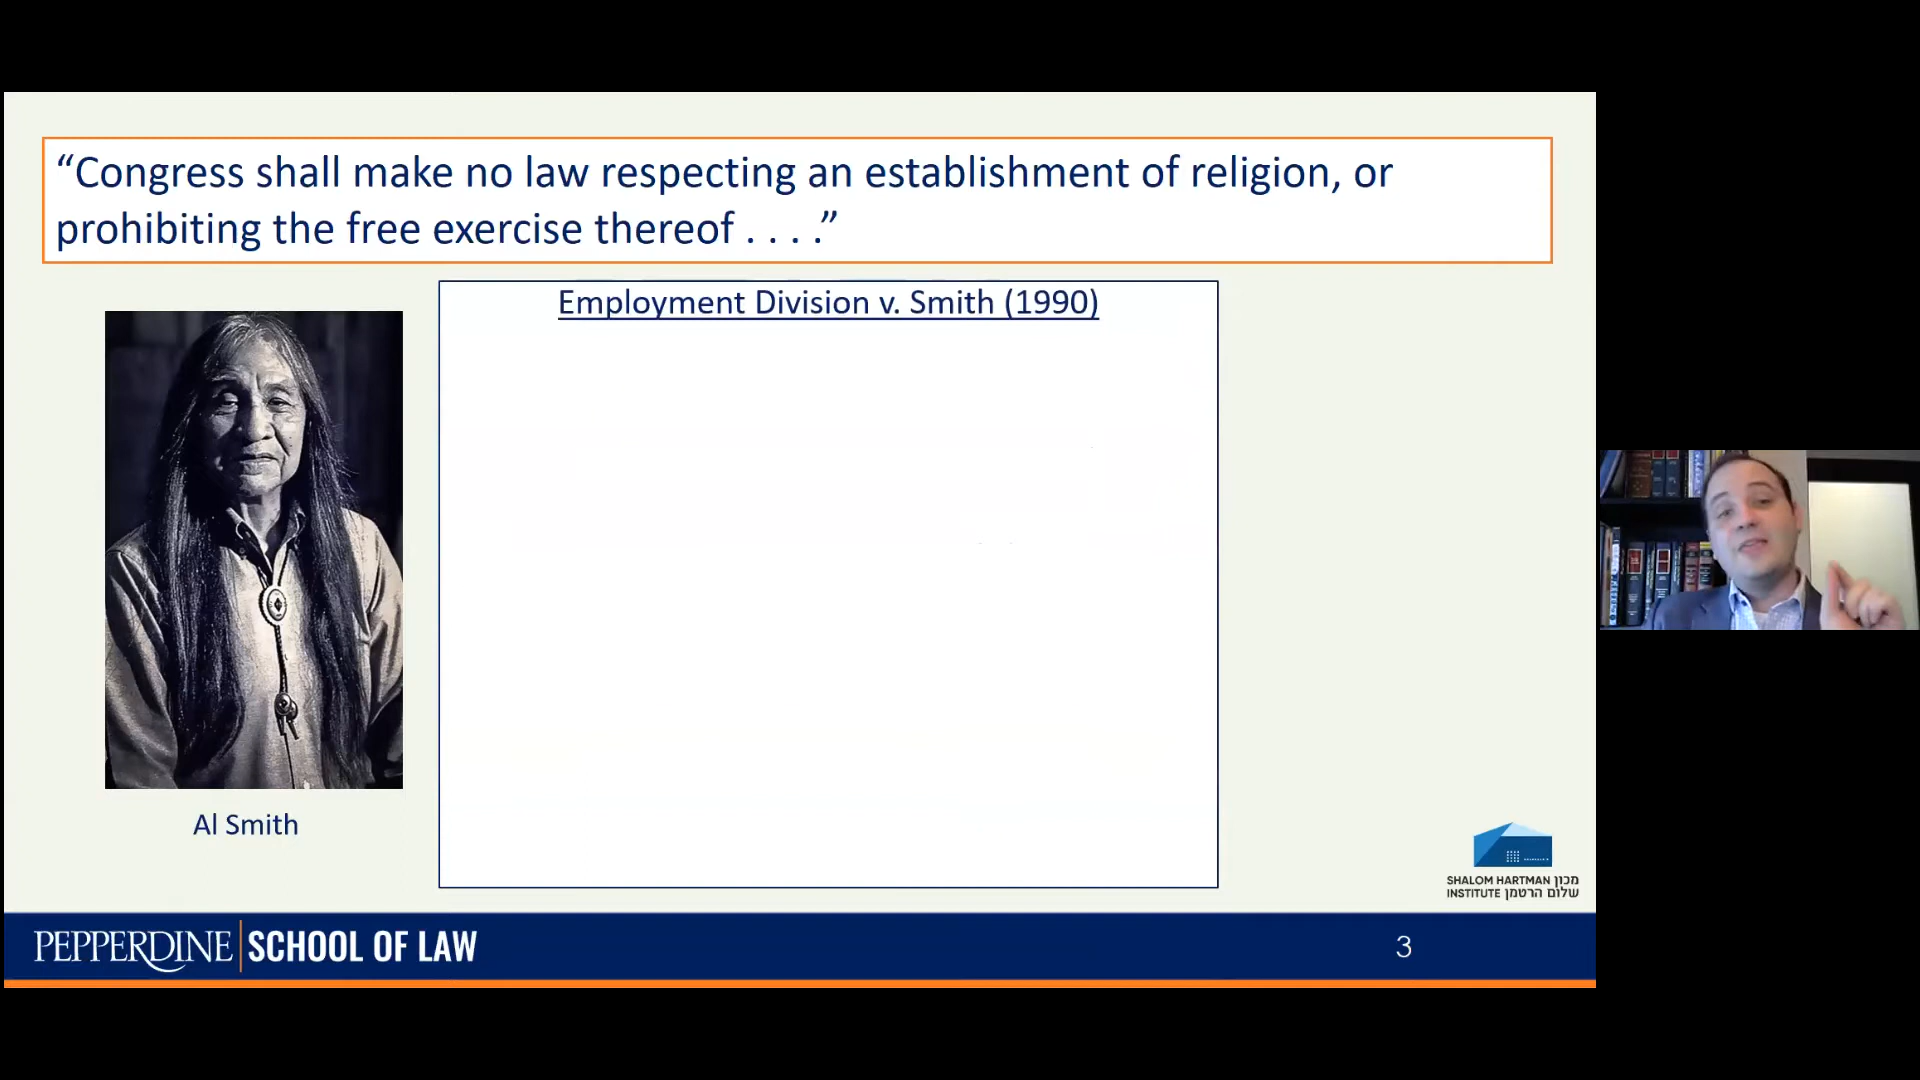 “Congress shall make no law respecting an establishment of religion, or
prohibiting the free exercise thereof . . . .”
Employment Division v. Smith (1990)
Al Smith
SHALOM HARTMAN מכון
INSTITUTE שלום הרטמן
PEPPERDINE SCHOOL OF LAW
3